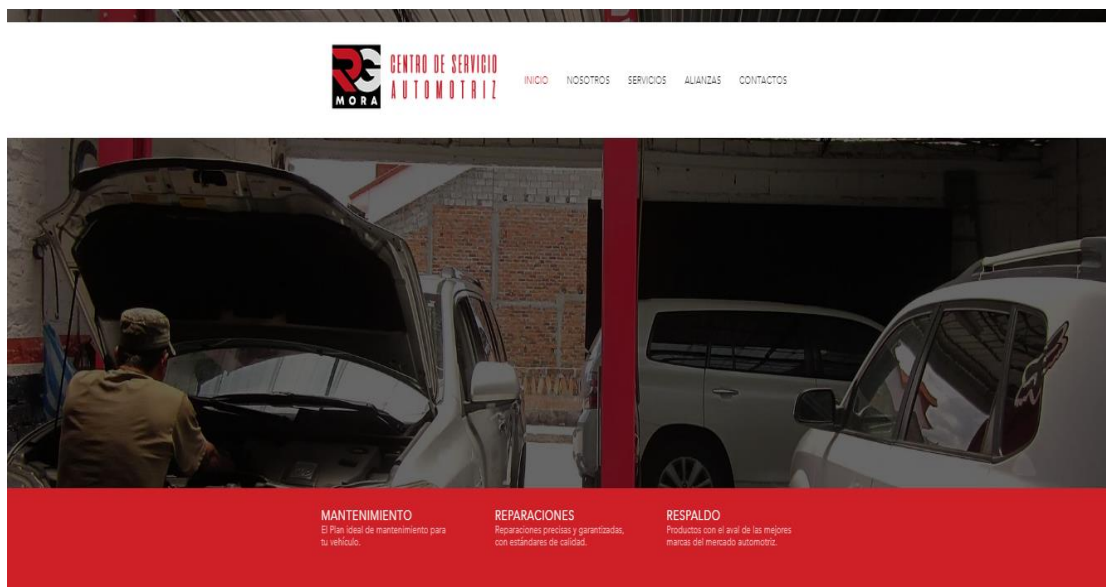 RG
MORA
CENTRO DE SERVICIO
AUTOMOTRIZ
INICIO NOSOTROS SERVICIOS ALIANZAS CONTACTOS
MANTENIMIENTO
El Plan ideal de mantenimiento para
tu vehículo.
REPARACIONES
Reparaciones precisas y garantizadas,
con estándares de calidad.
RESPALDO
Productos con el aval de las mejores
marcas del mercado automotriz.